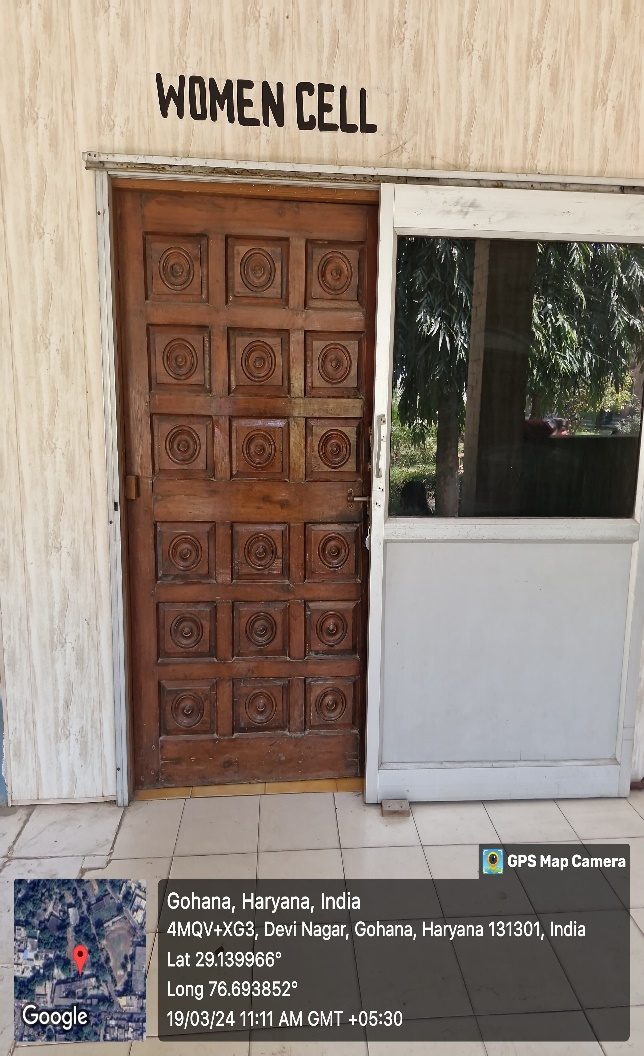 WOMEN CELL
GPS Map Camera
Gohana, Haryana, India
4MQV+XG3, Devi Nagar, Gohana, Haryana 131301, India
Lat 29.139966°
Long 76.693852°
19/03/24 11:11 AM GMT +05:30
Google